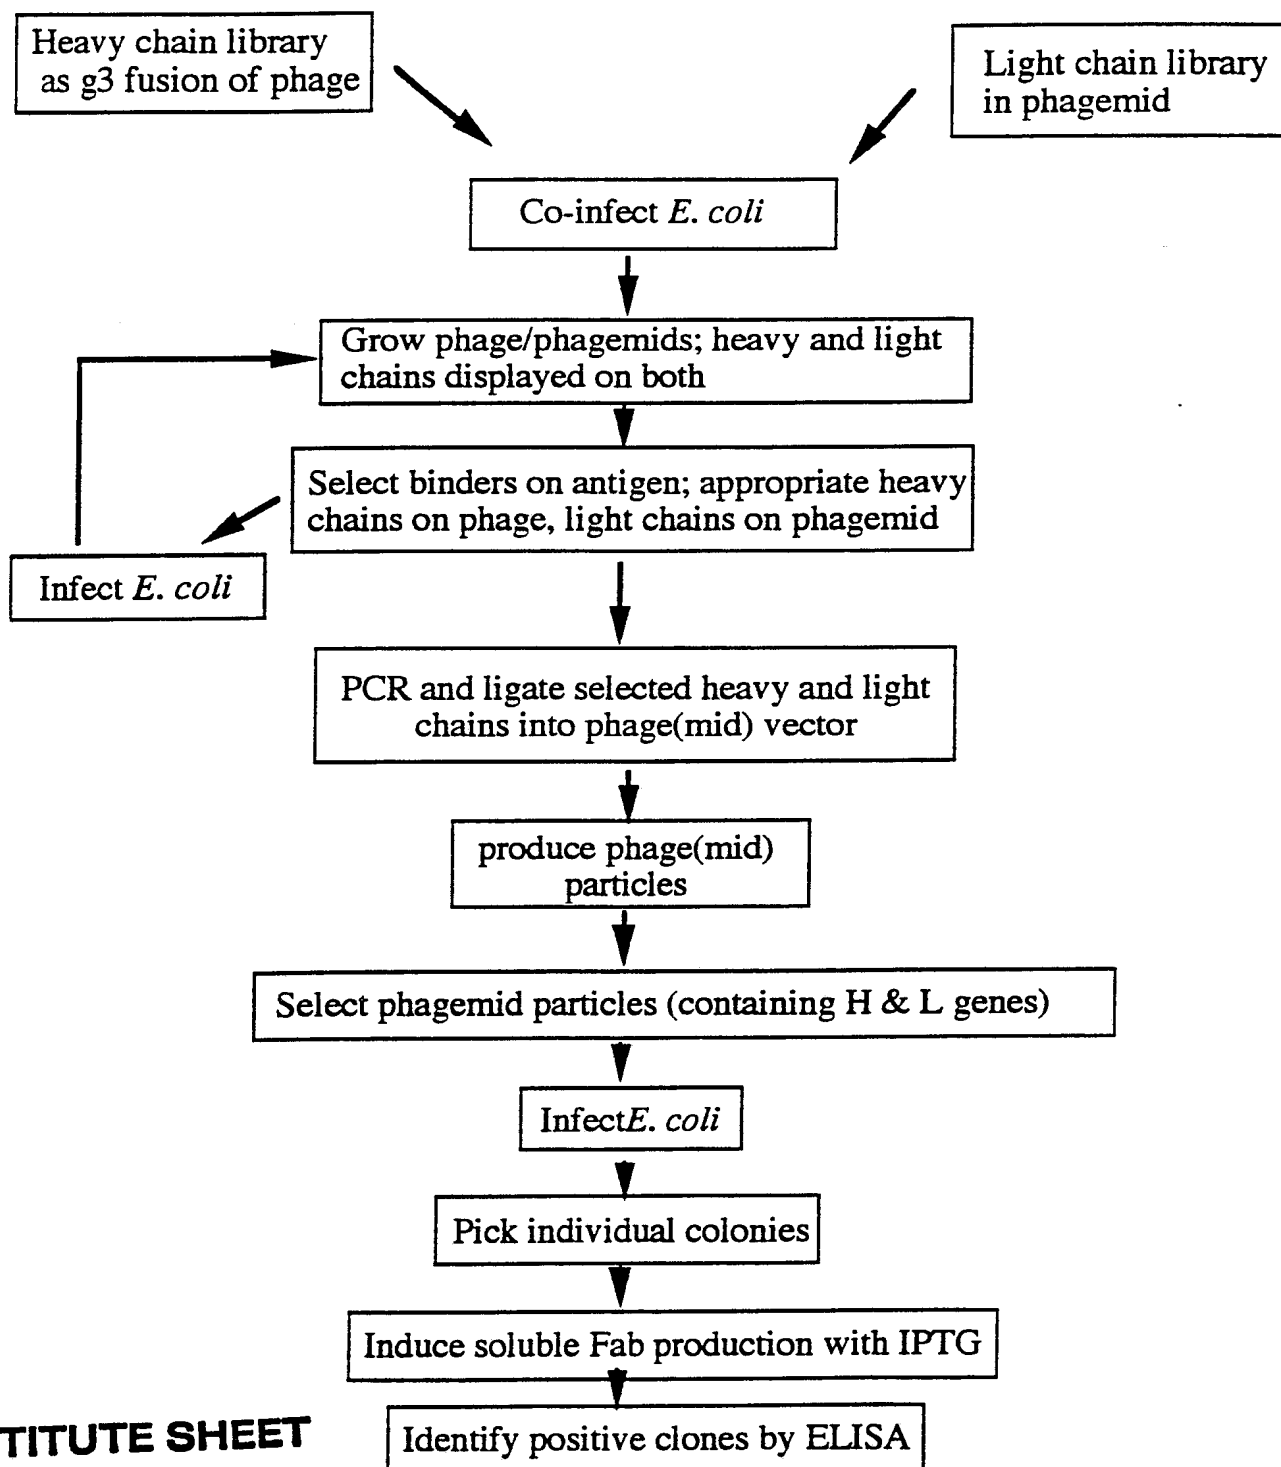 Heavy chain library
as g3 fusion of phage
Light chain library
in phagemid
Co-infect E. coli
Grow phage/phagemids; heavy and light
chains displayed on both
Select binders on antigen; appropriate heavy
chains on phage, light chains on phagemid
Infect E. coli
PCR and ligate selected heavy and light
chains into phage(mid) vector
produce phage(mid)
particles
Select phagemid particles (containing H & L genes)
InfectE. coli
Pick individual colonies
Induce soluble Fab production with IPTG
Identify positive clones by ELISA
TITUTE SHEET